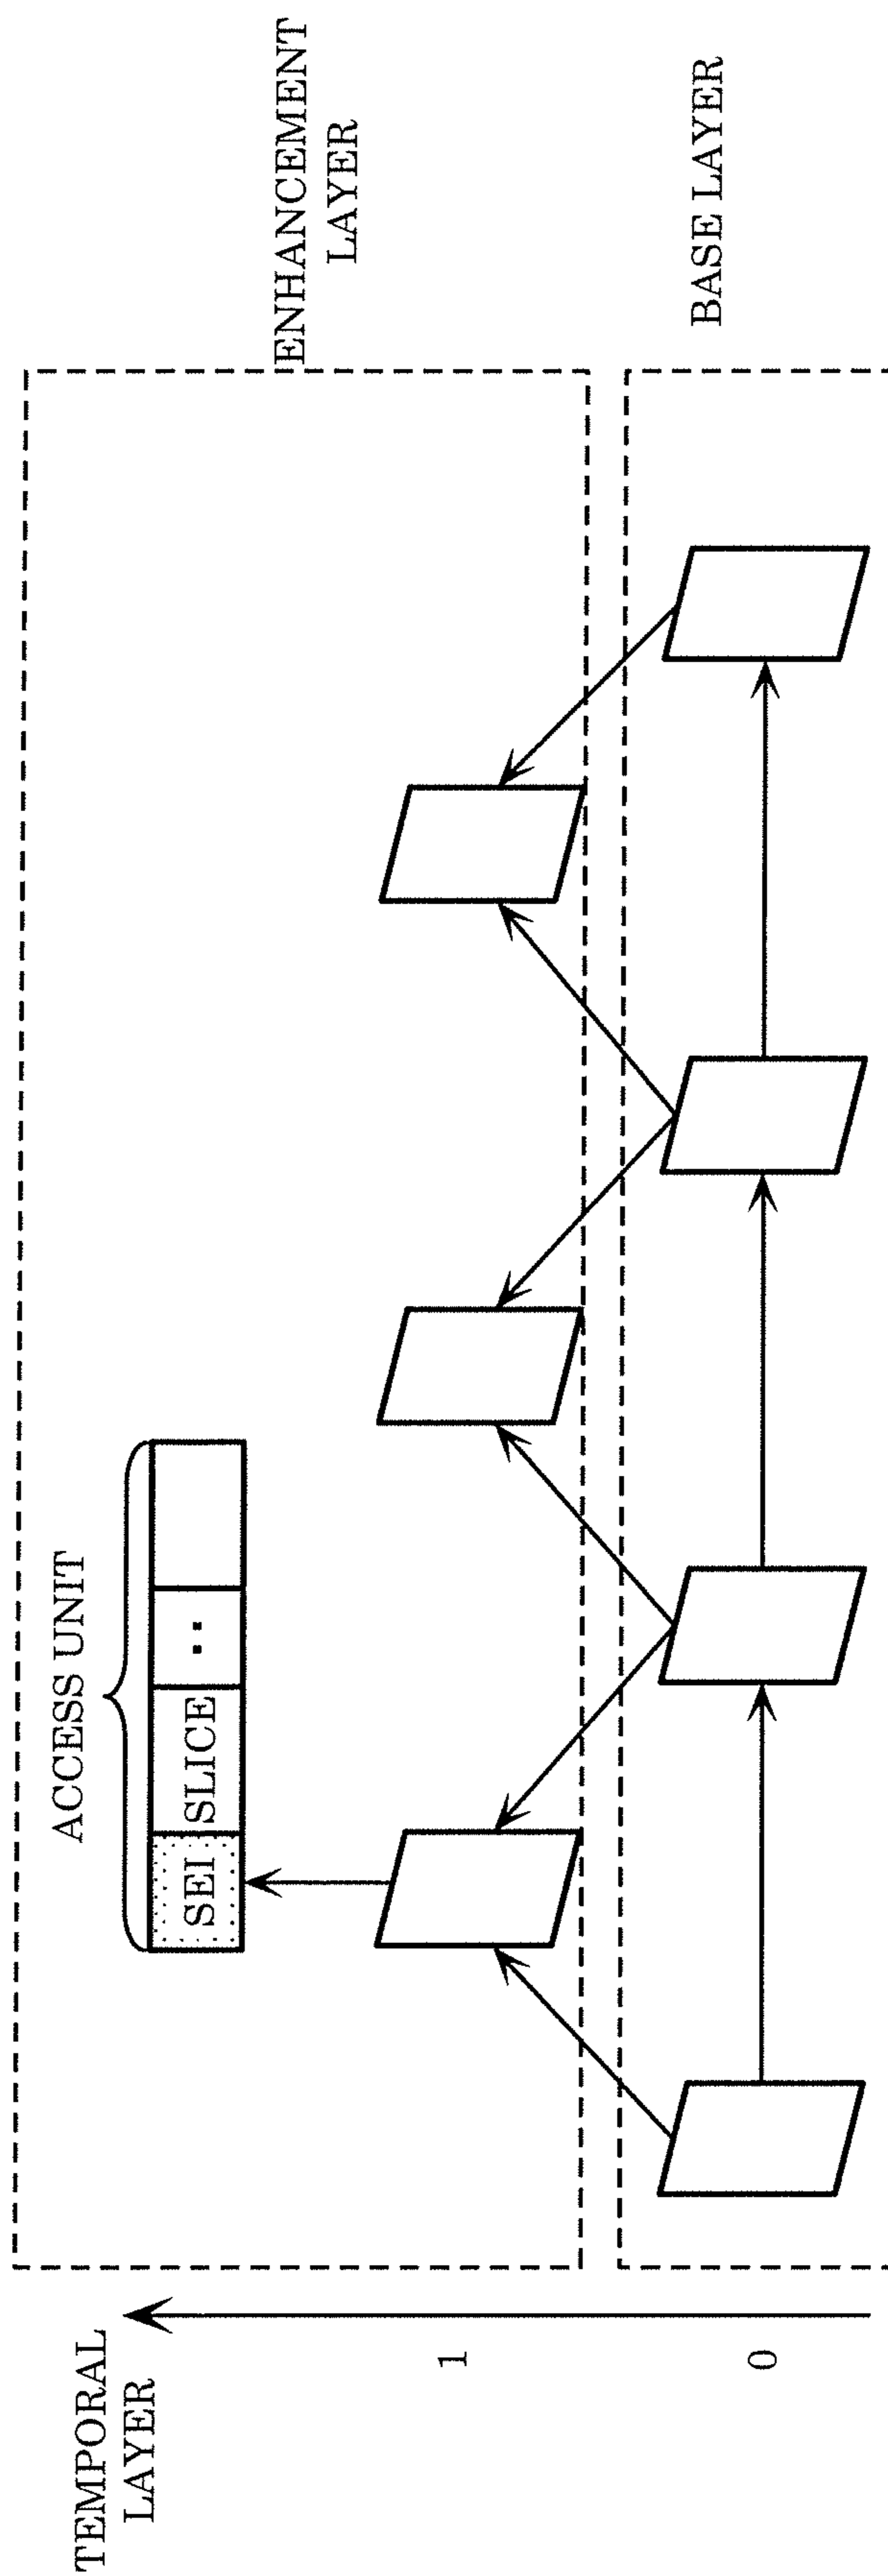 TEMPORAL
LAYER
1
0
ACCESS UNIT
SEI SLICE ..
ENHANCEMENT
LAYER
BASE LAYER